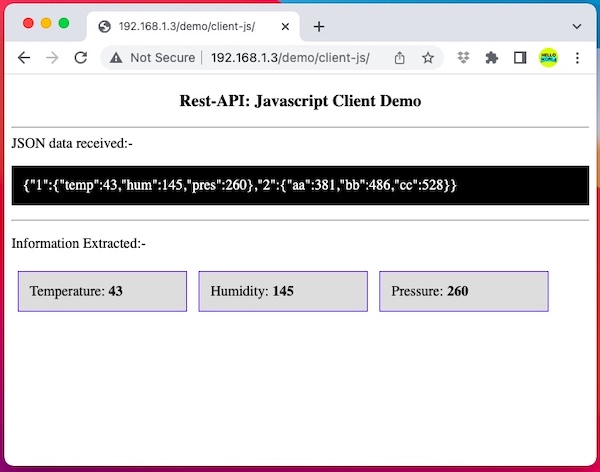 192.168.1.3/demo/client-js/
Not Secure | 192.168.1.3/demo/client-js/
HELLO
WORLD
Rest-API: Javascript Client Demo
JSON data received:-
{"1":{"temp":43,"hum":145,"pres":260},"2":{"aa":381,"bb":486,"cc":528}}
Information Extracted:-
Temperature: 43
Humidity: 145
Pressure: 260